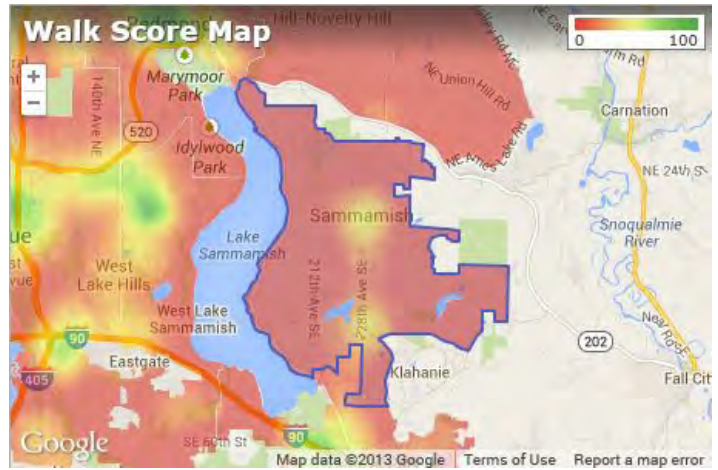 Redmond
Hill-Novelty Hill
Walk Score Map
0 100
+
−
Marymoor
Park
140th Ave NE
NE Union Hill Rd
Carnation
520
Idylwood
Park
NE Ames Lake Rd
NE 24th S
Sammamish
Snoqualmie
River
Lake
Sammamish
West
Lake Hills
212th Ave SE
228th Ave SE
West Lake
Sammamish
90
Eastgate
202
Klahanie
Fall City
405
SE 60th St
90
Google
Map data ©2013 Google
Terms of Use
Report a map error